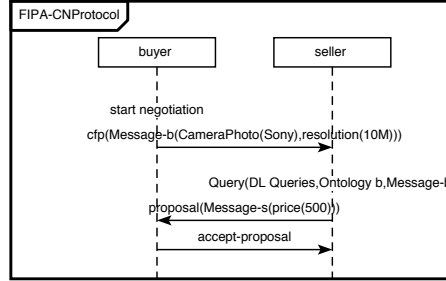 FIPA-CNProtocol
buyer
seller
start negotiation
cfp(Message-b(CameraPhoto(Sony),resolution(10M)))
Query(DL Queries,Ontology b,Message-
proposal(Message-s(price(500)))
accept-proposal